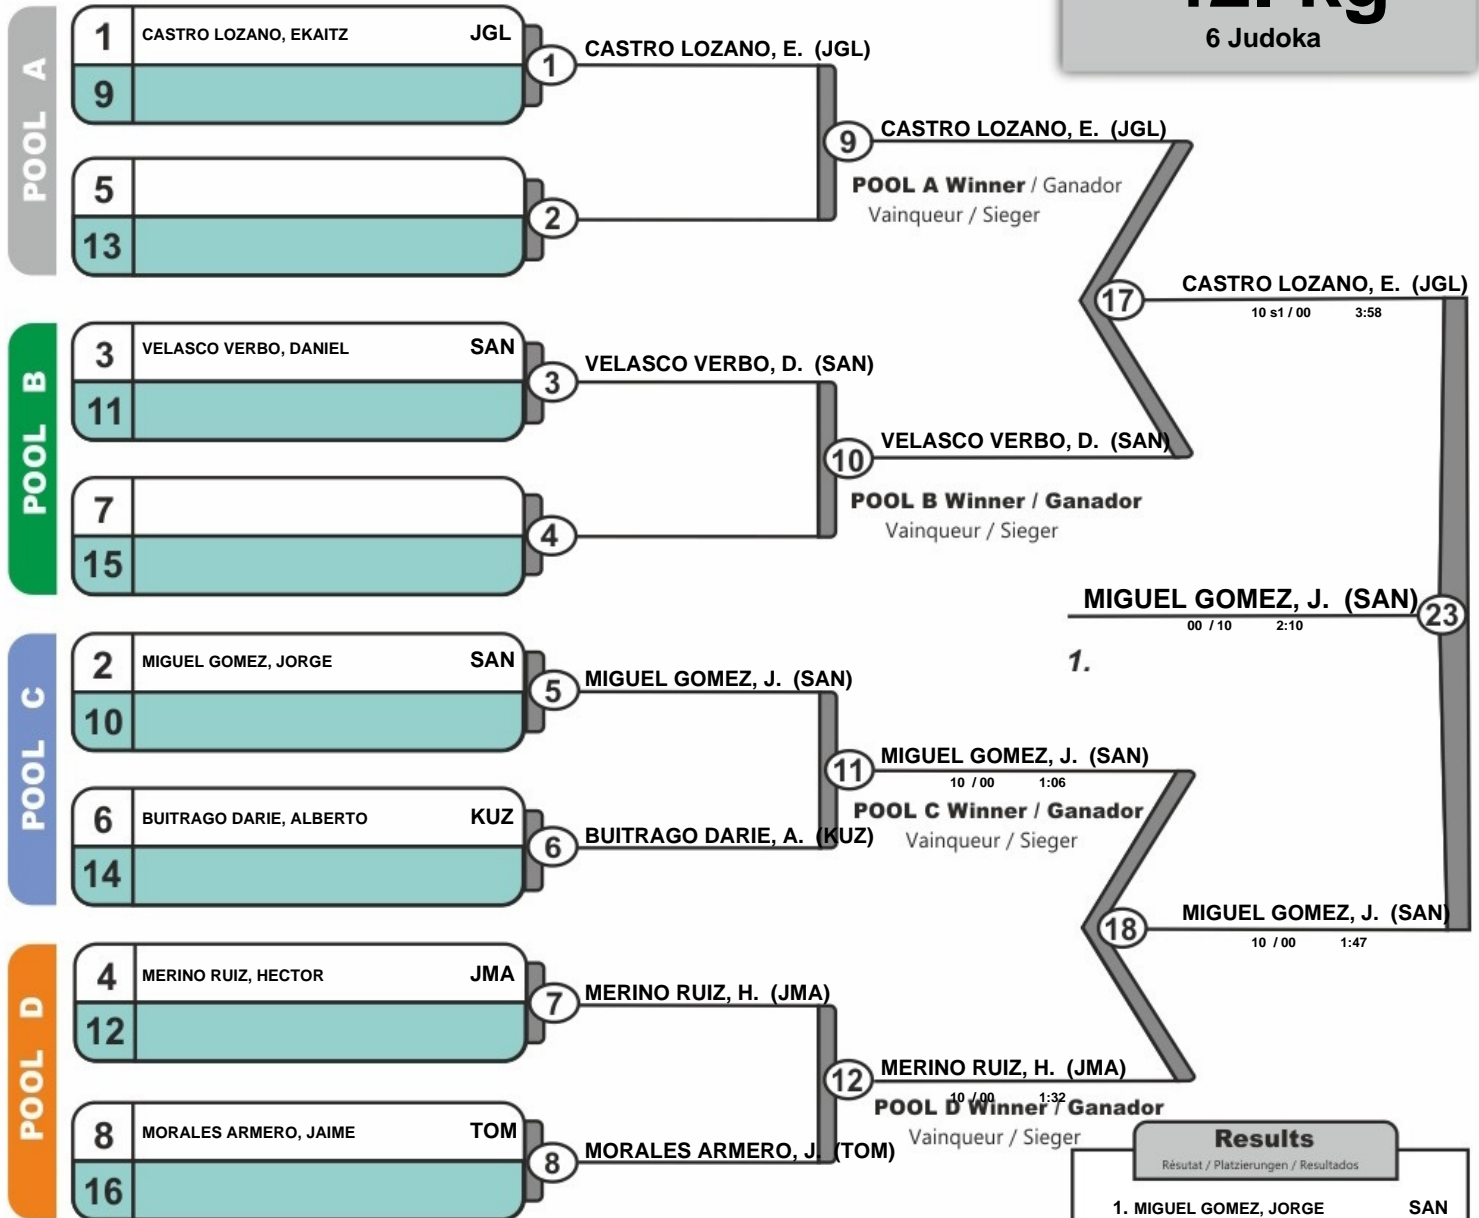 6 Judoka
POOL A
1 CASTRO LOZANO, EKAITZ JGL
9
1
CASTRO LOZANO, E. (JGL)
5
13
2
9
CASTRO LOZANO, E. (JGL)
POOL A Winner / Ganador
Vainqueur / Sieger
POOL B
3 VELASCO VERBO, DANIEL SAN
11
3
VELASCO VERBO, D. (SAN)
7
15
4
10
VELASCO VERBO, D. (SAN)
POOL B Winner / Ganador
Vainqueur / Sieger
17
CASTRO LOZANO, E. (JGL)
10 s1 / 00 3:58
MIGUEL GOMEZ, J. (SAN)
23
00 / 10 2:10
1.
POOL C
2 MIGUEL GOMEZ, JORGE SAN
10
5
MIGUEL GOMEZ, J. (SAN)
6 BUITRAGO DARIE, ALBERTO KUZ
14
6
BUITRAGO DARIE, A. (KUZ)
11
MIGUEL GOMEZ, J. (SAN)
10 / 00 1:06
POOL C Winner / Ganador
Vainqueur / Sieger
18
MIGUEL GOMEZ, J. (SAN)
10 / 00 1:47
POOL D
4 MERINO RUIZ, HECTOR JMA
12
7
MERINO RUIZ, H. (JMA)
8 MORALES ARMERO, JAIME TOM
16
8
MORALES ARMERO, J. (TOM)
12
MERINO RUIZ, H. (JMA)
10 / 00 1:32
POOL D Winner / Ganador
Vainqueur / Sieger
Results
Résutat / Platzierungen / Resultados
1. MIGUEL GOMEZ, JORGE SAN